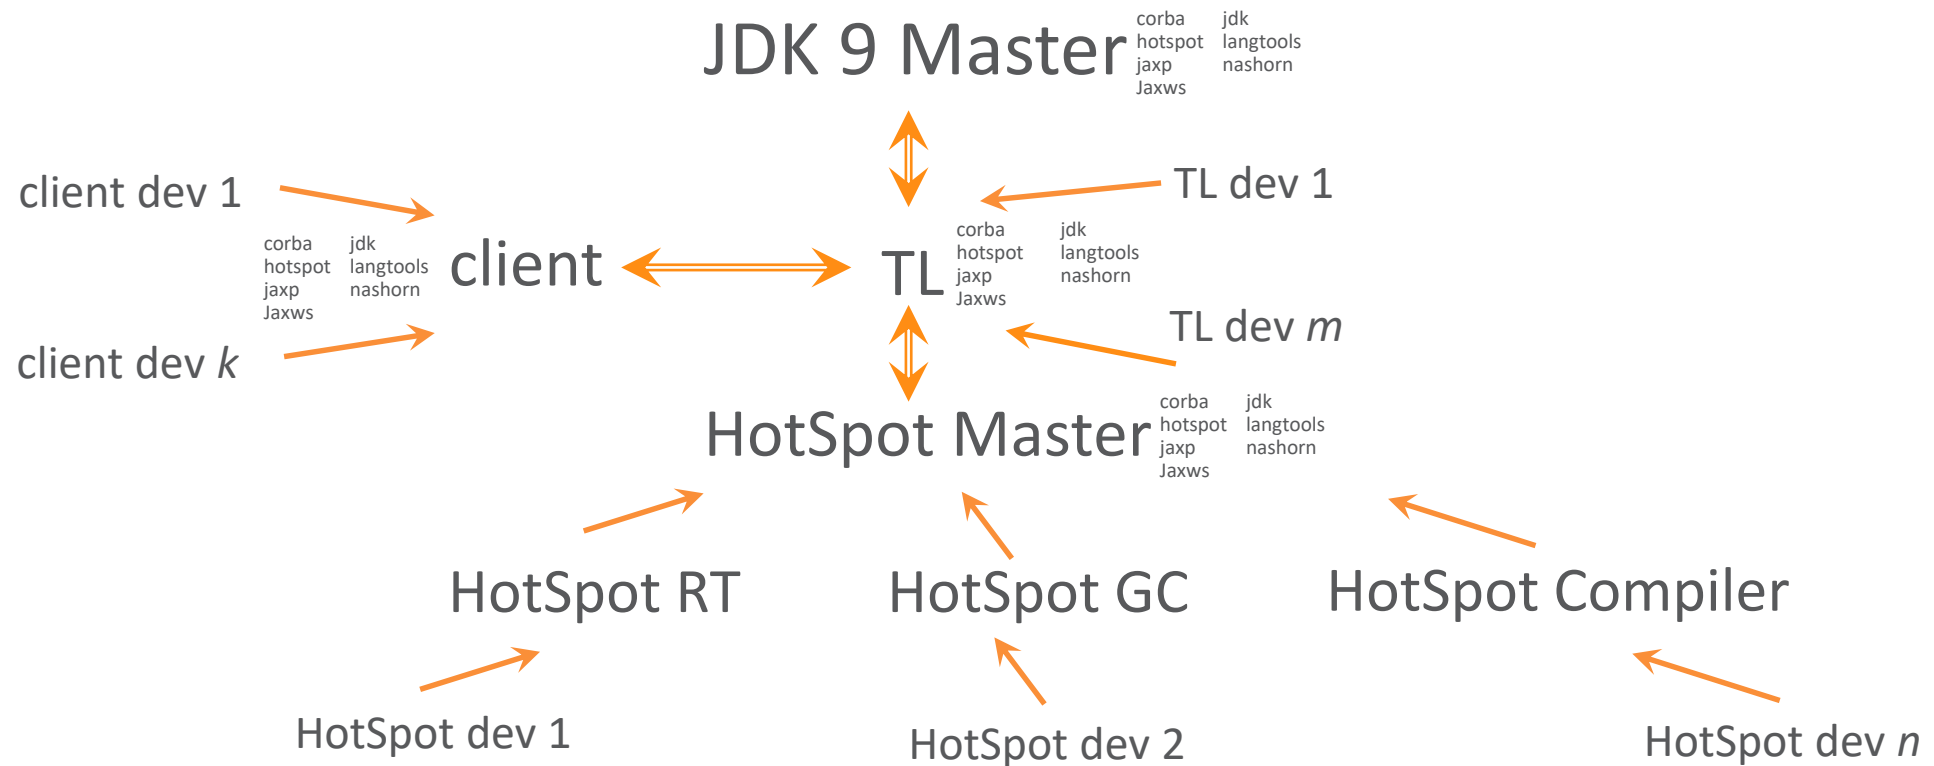 JDK 9 Master
corba jdk
hotspot langtools
jaxp nashorn
Jaxws
client dev 1
TL dev 1
corba jdk
hotspot langtools
jaxp nashorn
Jaxws
client
TL
corba jdk
hotspot langtools
jaxp nashorn
Jaxws
client dev k
TL dev m
HotSpot Master
corba jdk
hotspot langtools
jaxp nashorn
Jaxws
HotSpot RT
HotSpot GC
HotSpot Compiler
HotSpot dev 1
HotSpot dev 2
HotSpot dev n